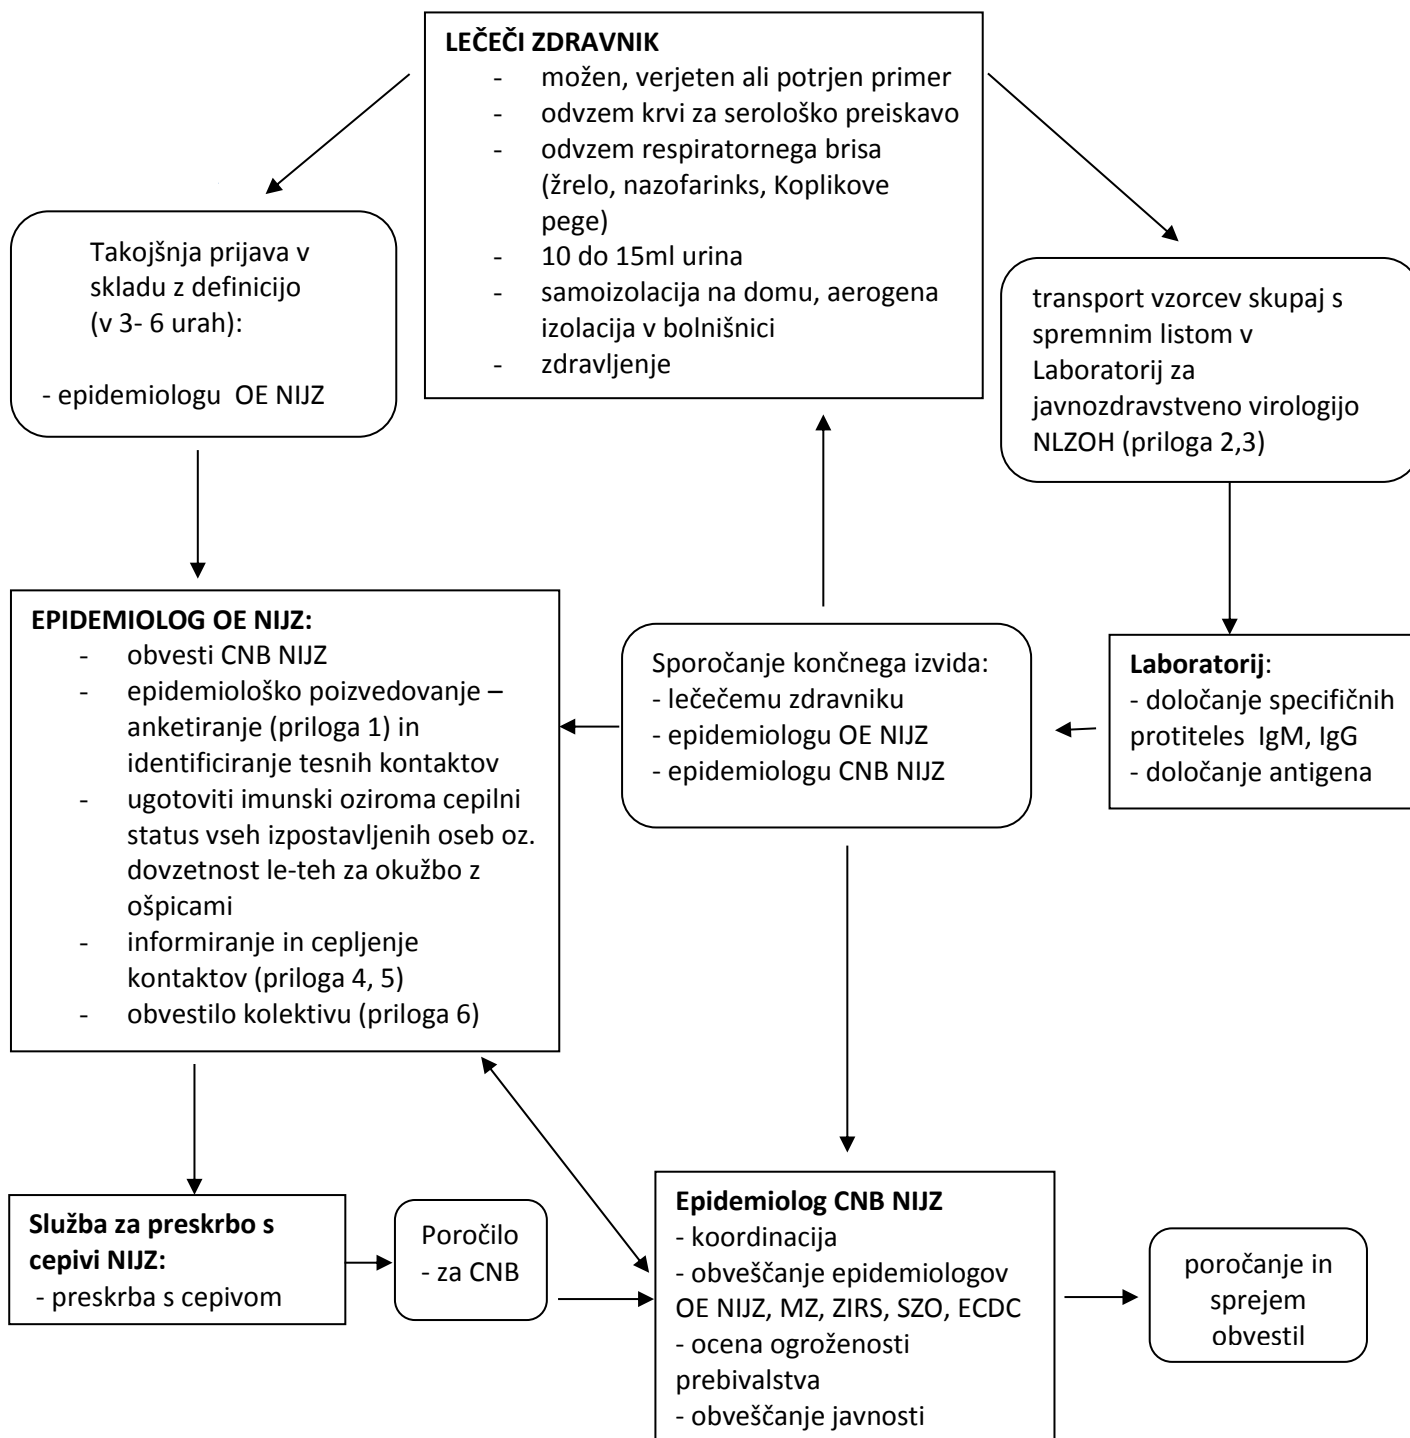 LEČEČI ZDRAVNIK
- možen, verjeten ali potrjen primer
- odvzem krvi za serološko preiskavo
- odvzem respiratornega brisa
(žrelo, nazofarinks, Koplikove
pege)
- 10 do 15ml urina
- samoizolacija na domu, aerogena
izolacija v bolnišnici
- zdravljenje
Takojšnja prijava v
skladu z definicijo
(v 3- 6 urah):
- epidemiologu OE NIJZ
transport vzorcev skupaj s
spremnim listom v
Laboratorij za
javnozdravstveno virologijo
NLZOH (priloga 2,3)
EPIDEMIOLOG OE NIJZ:
- obvesti CNB NIJZ
- epidemiološko poizvedovanje –
anketiranje (priloga 1) in
identificiranje tesnih kontaktov
- ugotoviti imunski oziroma cepilni
status vseh izpostavljenih oseb oz.
dovzetnost le-teh za okužbo z
ošpicami
- informiranje in cepljenje
kontaktov (priloga 4, 5)
- obvestilo kolektivu (priloga 6)
Sporočanje končnega izvida:
- lečečemu zdravniku
- epidemiologu OE NIJZ
- epidemiologu CNB NIJZ
Laboratorij:
- določanje specifičnih
protiteles IgM, IgG
- določanje antigena
Služba za preskrbo s
cepivi NIJZ:
- preskrba s cepivom
Poročilo
- za CNB
Epidemiolog CNB NIJZ
- koordinacija
- obveščanje epidemiologov
OE NIJZ, MZ, ZIRS, SZO, ECDC
- ocena ogroženosti
prebivalstva
- obveščanje javnosti
poročanje in
sprejem
obvestil